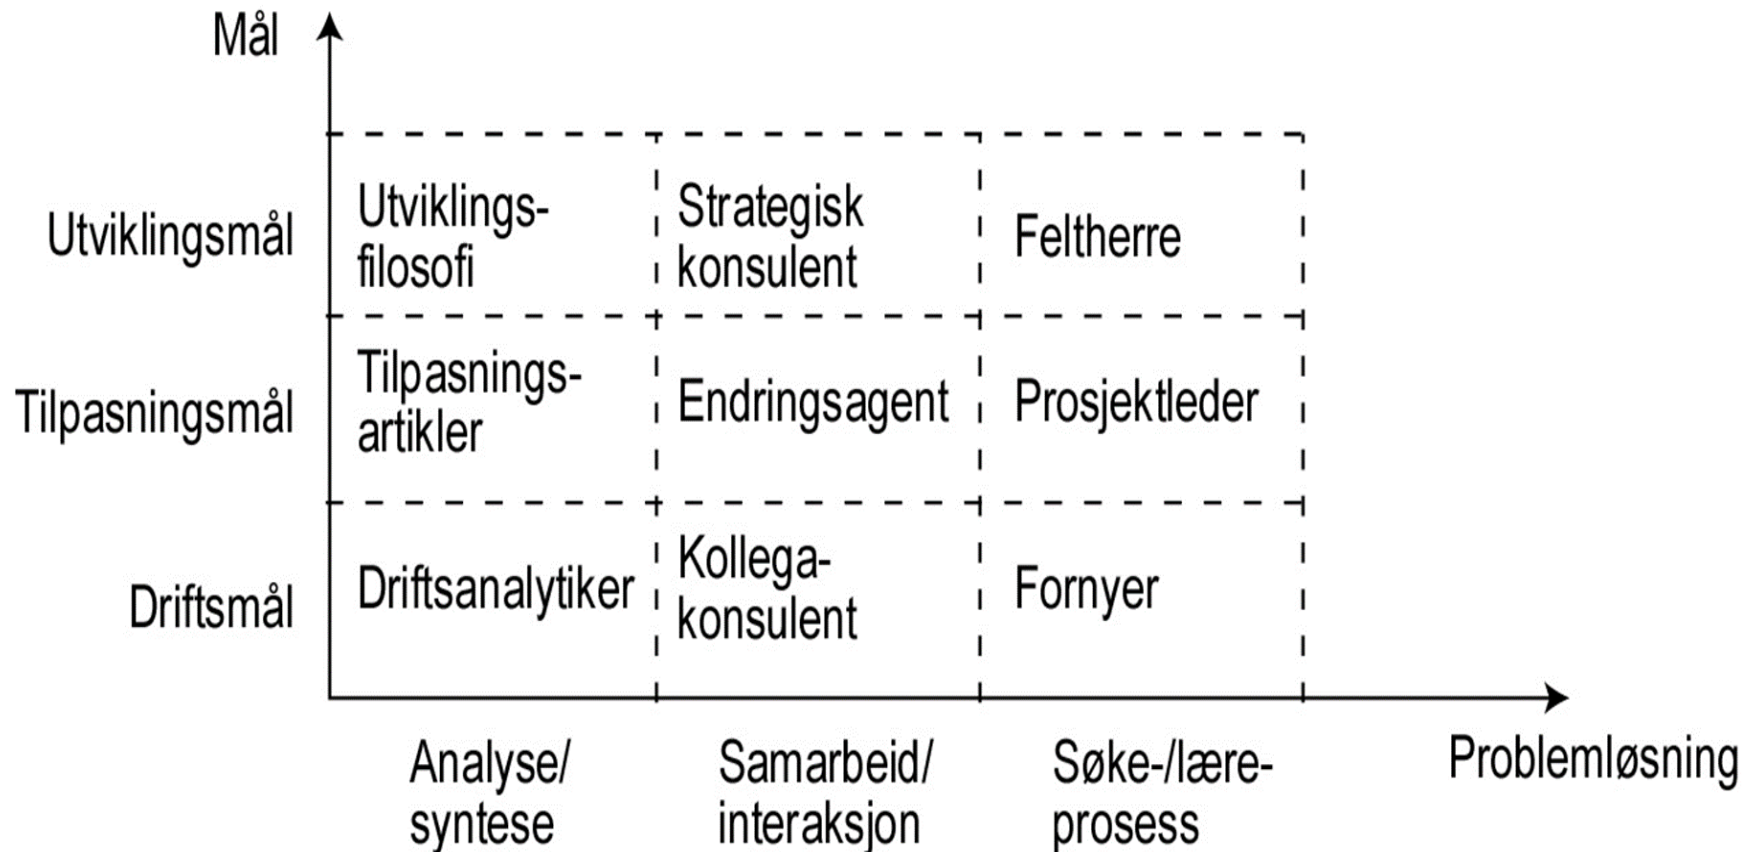 Mål
Utviklingsmål
Utviklings-
filosofi
Strategisk
konsulent
Feltherre
Tilpasningsmål
Tilpasnings-
artikler
Endringsagent
Prosjektleder
Driftsmål
Driftsanalytiker
Kollega-
konsulent
Fornyer
Analyse/
syntese
Samarbeid/
interaksjon
Søke-/lære-
prosess
Problemløsning